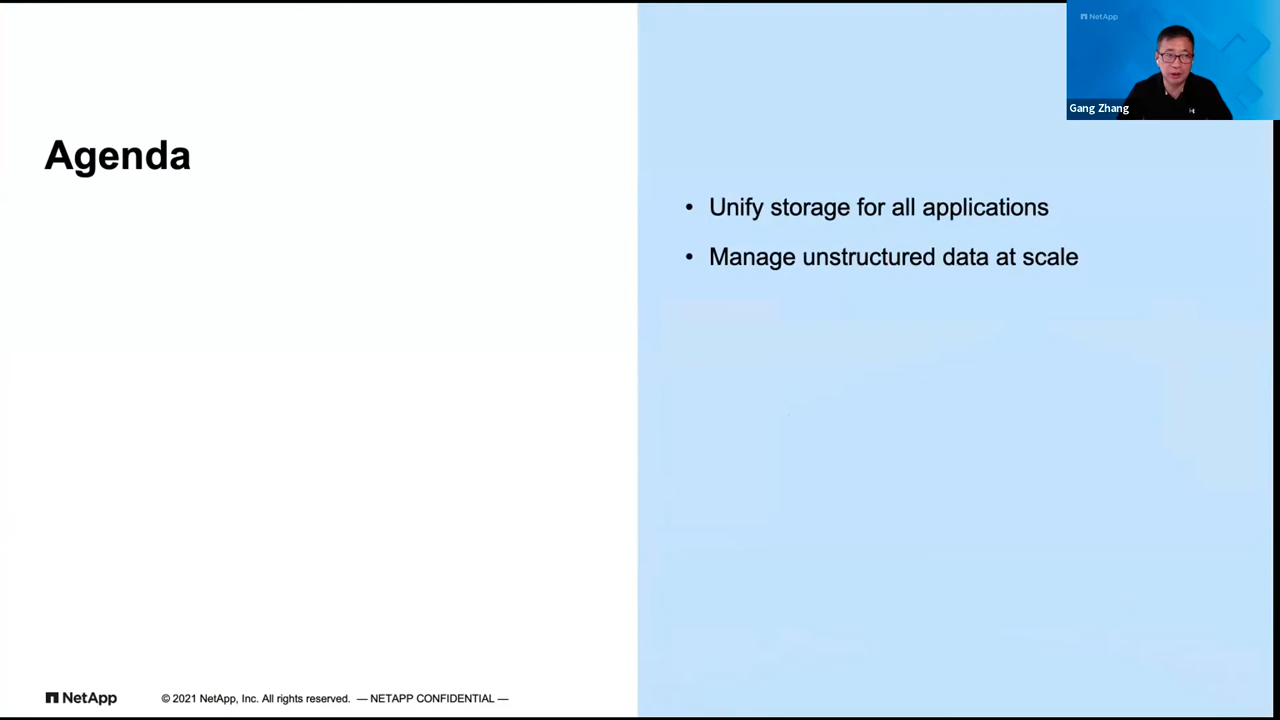 NetApp
Gang Zhang
Agenda
• Unify storage for all applications
• Manage unstructured data at scale
NetApp
© 2021 NetApp, Inc. All rights reserved. — NETAPP CONFIDENTIAL —